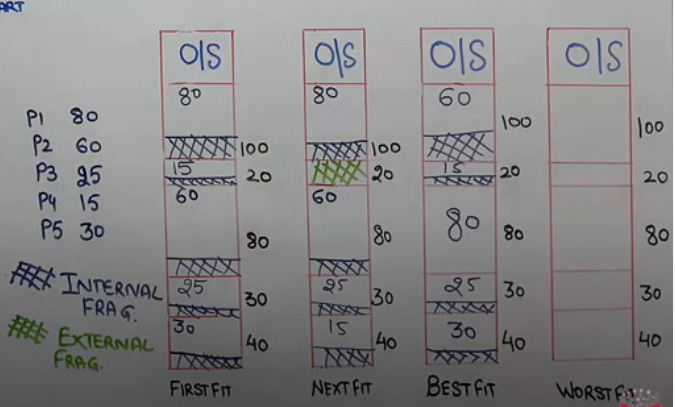 ART
O|S O|S O|S O|S
80 80 60
P1 80
P2 60
P3 25
P4 15
P5 30
100 100 100 100
15 15
20 20 20 20
60 60 80
80 80 80 80
25 25 25
30 30 30 30
30 15 30
40 40 40 40
INTERNAL
FRAG.
EXTERNAL
FRAG.
FIRST FIT NEXT FIT BEST FIT WORST FIT